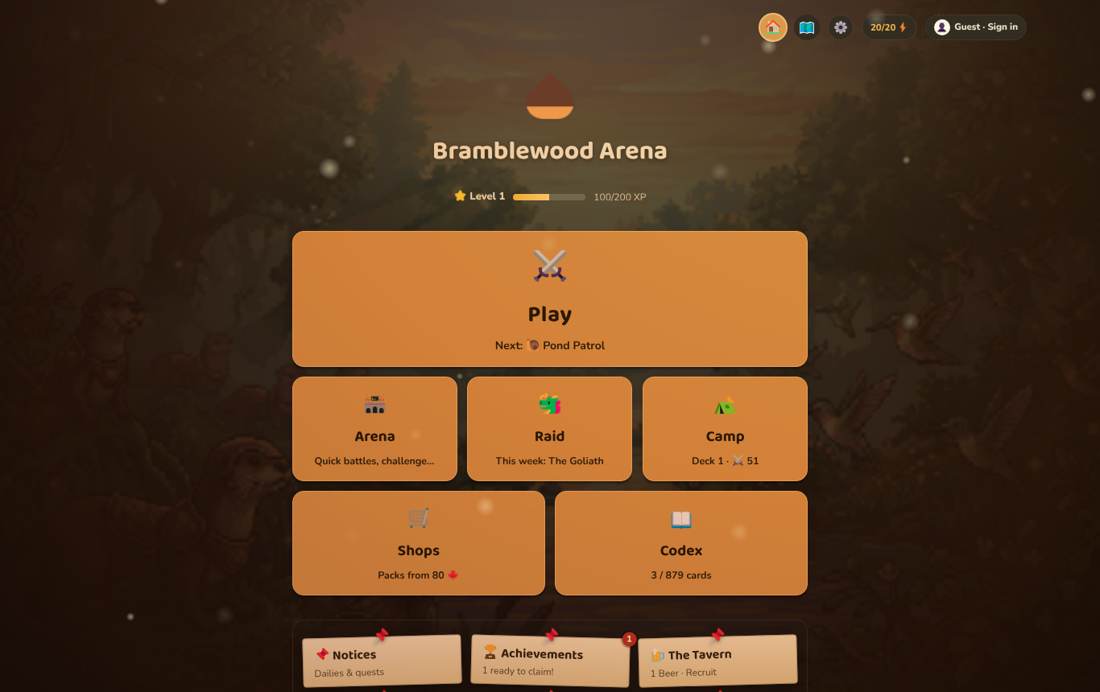 20/20
Guest · Sign in
Bramblewood Arena
Level 1
100/200 XP
Play
Next: Pond Patrol
Arena
Quick battles, challenge...
Raid
This week: The Goliath
Camp
Deck 1 · 51
Shops
Packs from 80
Codex
3 / 879 cards
Notices
Dailies & quests
Achievements
1 ready to claim!
1
The Tavern
1 Beer · Recruit